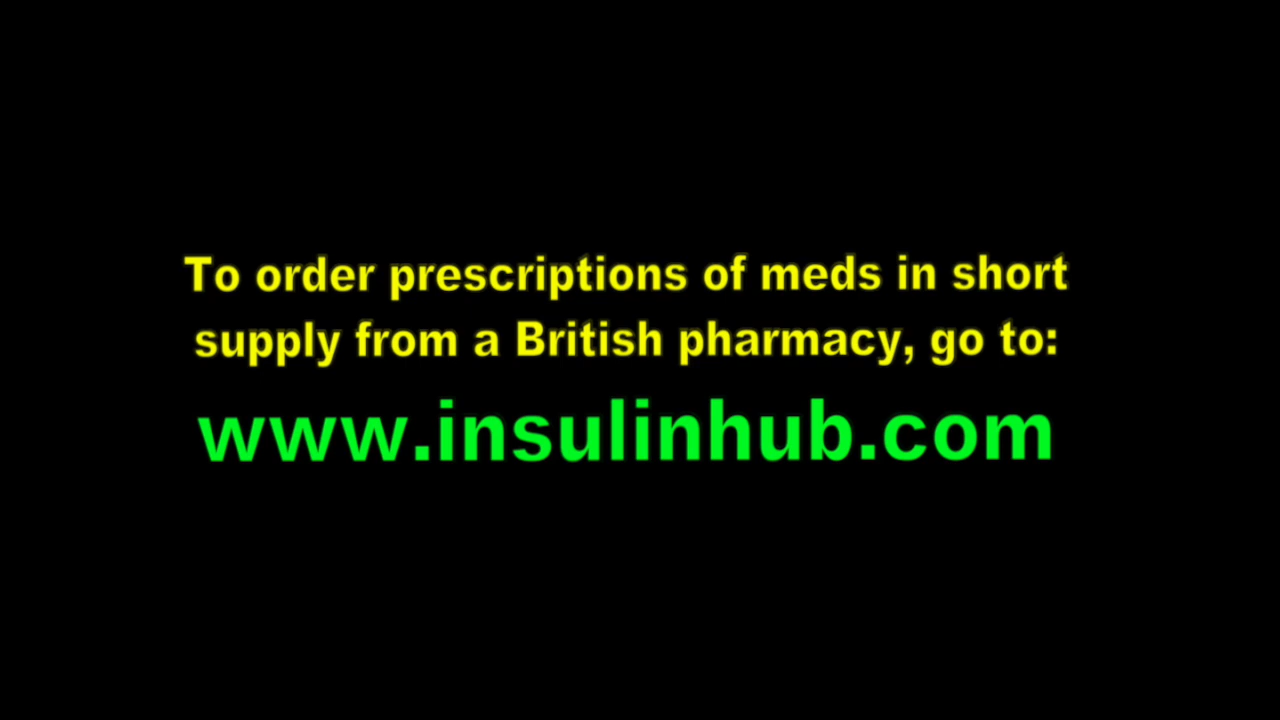 To order prescriptions of meds in short
supply from a British pharmacy, go to:
www.insulinhub.com